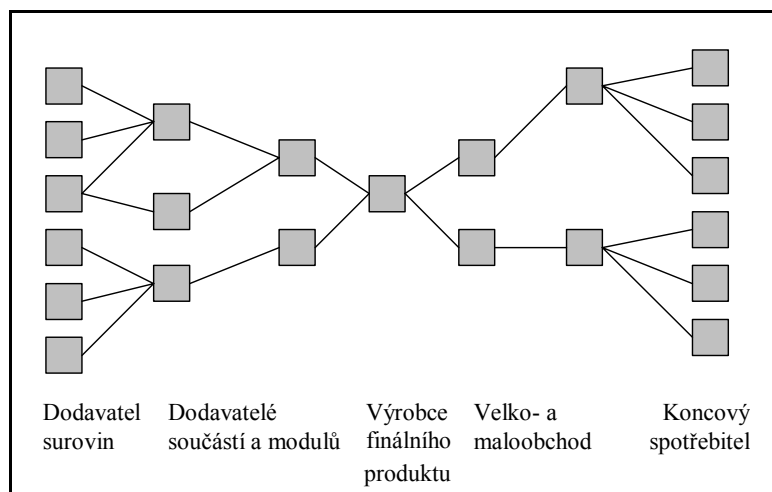 Dodavatel
surovin
Dodavatelé
součástí a modulů
Výrobce
finálního
produktu
Velko- a
maloobchod
Koncový
spotřebitel